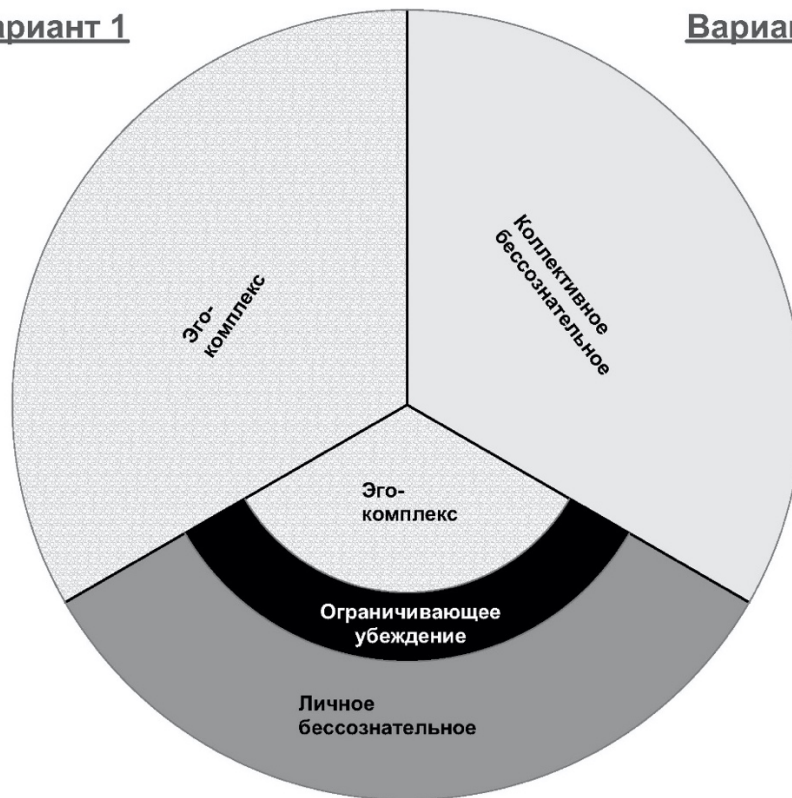 ариант 1
Вариан
Эго-
комплекс
Коллективное
бессознательное
Эго-
комплекс
Ограничивающее
убеждение
Личное
бессознательное